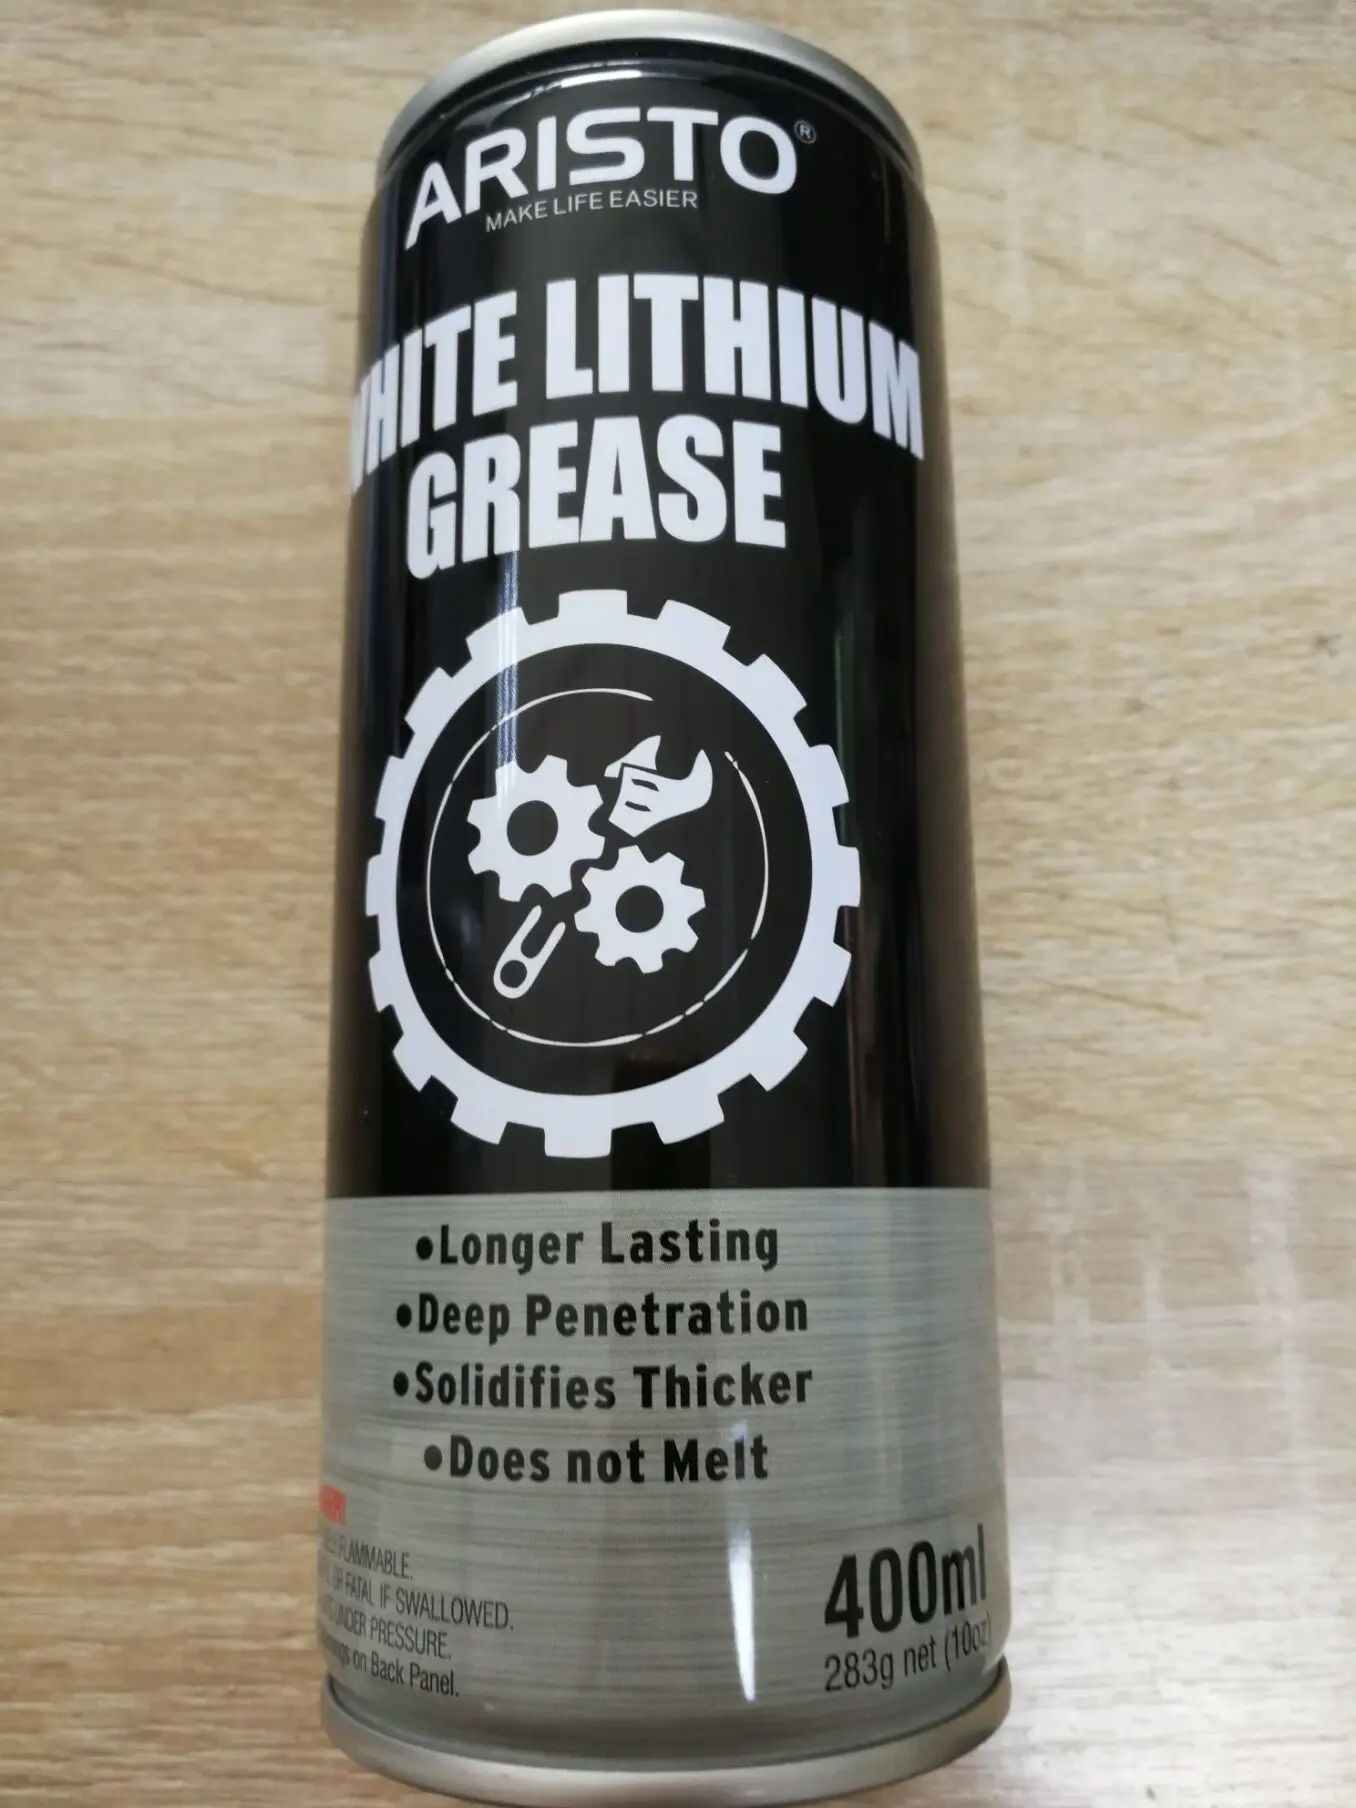 ARISTO®
MAKE LIFE EASIER
WHITE LITHIUM
GREASE
•Longer Lasting
•Deep Penetration
•Solidifies Thicker
•Does not Melt
FLAMMABLE.
OR FATAL IF SWALLOWED.
UNDER PRESSURE.
on Back Panel.
400ml
283g net (10oz)